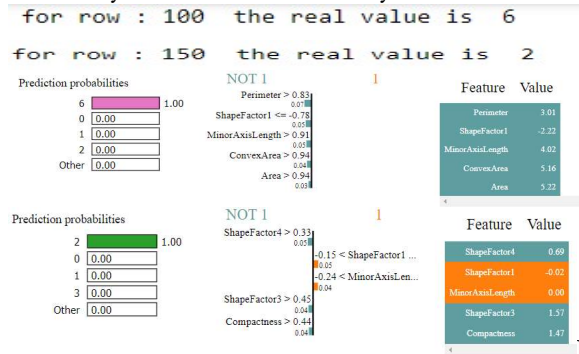 for row : 100 the real value is 6
for row : 150 the real value is 2
Prediction probabilities
6 1.00
0 0.00
1 0.00
2 0.00
Other 0.00
NOT 1 1
Perimeter > 0.83
0.07
ShapeFactor1 <= -0.78
0.05
MinorAxisLength > 0.91
0.05
ConvexArea > 0.94
0.04
Area > 0.94
0.03
Feature Value
Perimeter 3.01
ShapeFactor1 -2.22
MinorAxisLength 4.02
ConvexArea 5.16
Area 5.22
Prediction probabilities
2 1.00
0 0.00
1 0.00
3 0.00
Other 0.00
NOT 1 1
ShapeFactor4 > 0.33
0.05
-0.15 < ShapeFactor1 ...
0.05
-0.24 < MinorAxisLen...
0.04
ShapeFactor3 > 0.45
0.04
Compactness > 0.44
0.04
Feature Value
ShapeFactor4 0.69
ShapeFactor1 -0.02
MinorAxisLength 0.00
ShapeFactor3 1.57
Compactness 1.47